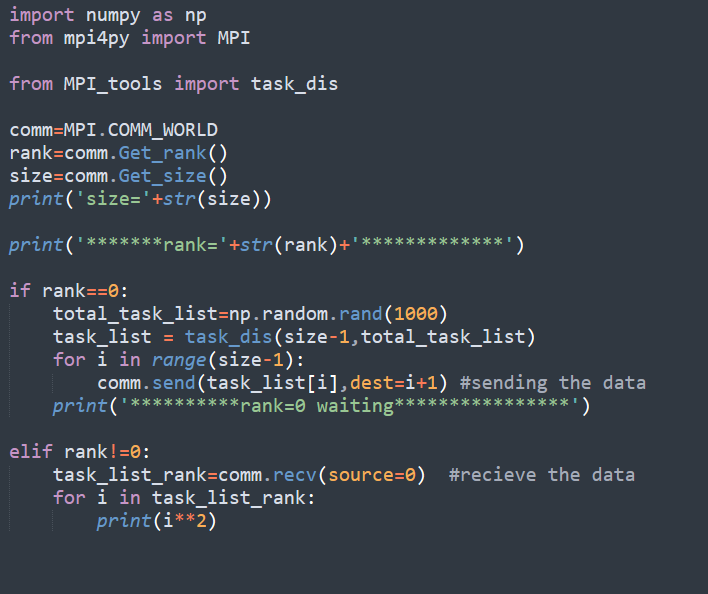 import numpy as np
from mpi4py import MPI
from MPI_tools import task_dis
comm=MPI.COMM_WORLD
rank=comm.Get_rank()
size=comm.Get_size()
print('size='+str(size))
print('*******rank='+str(rank)+'*************')
if rank==0:
    total_task_list=np.random.rand(1000)
    task_list = task_dis(size-1,total_task_list)
    for i in range(size-1):
        comm.send(task_list[i],dest=i+1) #sending the data
    print('**********rank=0 waiting****************')
elif rank!=0:
    task_list_rank=comm.recv(source=0)  #recieve the data
    for i in task_list_rank:
        print(i**2)